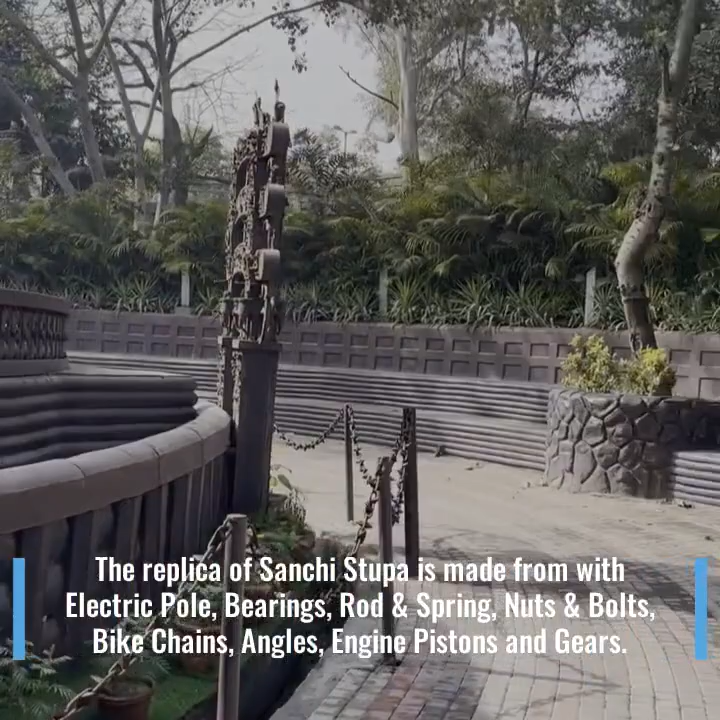 The replica of Sanchi Stupa is made from with
Electric Pole, Bearings, Rod & Spring, Nuts & Bolts,
Bike Chains, Angles, Engine Pistons and Gears.